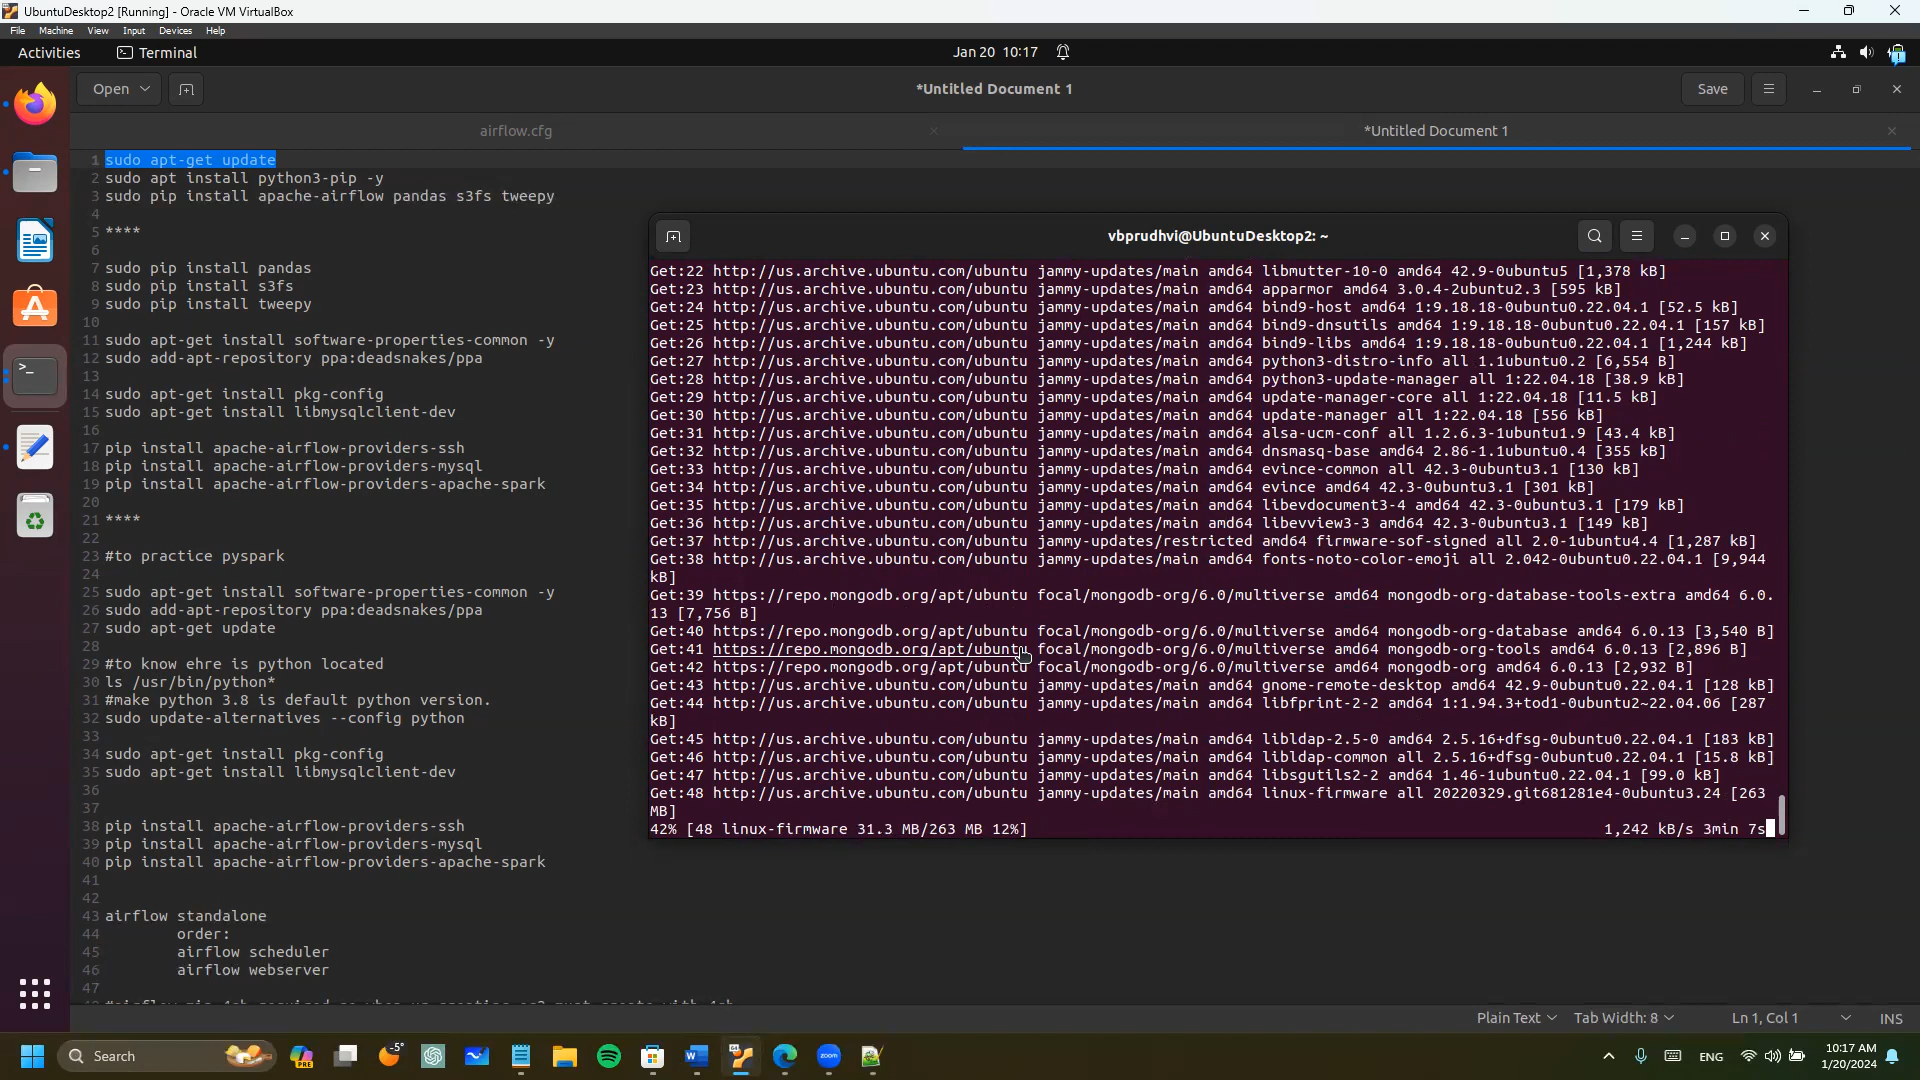 UbuntuDesktop2 [Running] - Oracle VM VirtualBox
File Machine View Input Devices Help
Activities Terminal Jan 20 10:17
Open *Untitled Document 1 Save
airflow.cfg *Untitled Document 1
1 sudo apt-get update
2 sudo apt install python3-pip -y
3 sudo pip install apache-airflow pandas s3fs tweepy
4
5 ****
6
7 sudo pip install pandas
8 sudo pip install s3fs
9 sudo pip install tweepy
10
11 sudo apt-get install software-properties-common -y
12 sudo add-apt-repository ppa:deadsnakes/ppa
13
14 sudo apt-get install pkg-config
15 sudo apt-get install libmysqlclient-dev
16
17 pip install apache-airflow-providers-ssh
18 pip install apache-airflow-providers-mysql
19 pip install apache-airflow-providers-apache-spark
20
21 ****
22
23 #to practice pyspark
24
25 sudo apt-get install software-properties-common -y
26 sudo add-apt-repository ppa:deadsnakes/ppa
27 sudo apt-get update
28
29 #to know ehre is python located
30 ls /usr/bin/python*
31 #make python 3.8 is default python version.
32 sudo update-alternatives --config python
33
34 sudo apt-get install pkg-config
35 sudo apt-get install libmysqlclient-dev
36
37
38 pip install apache-airflow-providers-ssh
39 pip install apache-airflow-providers-mysql
40 pip install apache-airflow-providers-apache-spark
41
42
43 airflow standalone
44 order:
45 airflow scheduler
46 airflow webserver
47
vbprudhvi@UbuntuDesktop2: ~
Get:22 http://us.archive.ubuntu.com/ubuntu jammy-updates/main amd64 libmutter-10-0 amd64 42.9-0ubuntu5 [1,378 kB]
Get:23 http://us.archive.ubuntu.com/ubuntu jammy-updates/main amd64 apparmor amd64 3.0.4-2ubuntu2.3 [595 kB]
Get:24 http://us.archive.ubuntu.com/ubuntu jammy-updates/main amd64 bind9-host amd64 1:9.18.18-0ubuntu0.22.04.1 [52.5 kB]
Get:25 http://us.archive.ubuntu.com/ubuntu jammy-updates/main amd64 bind9-dnsutils amd64 1:9.18.18-0ubuntu0.22.04.1 [157 kB]
Get:26 http://us.archive.ubuntu.com/ubuntu jammy-updates/main amd64 bind9-libs amd64 1:9.18.18-0ubuntu0.22.04.1 [1,244 kB]
Get:27 http://us.archive.ubuntu.com/ubuntu jammy-updates/main amd64 python3-distro-info all 1.1ubuntu0.2 [6,554 B]
Get:28 http://us.archive.ubuntu.com/ubuntu jammy-updates/main amd64 python3-update-manager all 1:22.04.18 [38.9 kB]
Get:29 http://us.archive.ubuntu.com/ubuntu jammy-updates/main amd64 update-manager-core all 1:22.04.18 [11.5 kB]
Get:30 http://us.archive.ubuntu.com/ubuntu jammy-updates/main amd64 update-manager all 1:22.04.18 [556 kB]
Get:31 http://us.archive.ubuntu.com/ubuntu jammy-updates/main amd64 alsa-ucm-conf all 1.2.6.3-1ubuntu1.9 [43.4 kB]
Get:32 http://us.archive.ubuntu.com/ubuntu jammy-updates/main amd64 dnsmasq-base amd64 2.86-1.1ubuntu0.4 [355 kB]
Get:33 http://us.archive.ubuntu.com/ubuntu jammy-updates/main amd64 evince-common all 42.3-0ubuntu3.1 [130 kB]
Get:34 http://us.archive.ubuntu.com/ubuntu jammy-updates/main amd64 evince amd64 42.3-0ubuntu3.1 [301 kB]
Get:35 http://us.archive.ubuntu.com/ubuntu jammy-updates/main amd64 libevdocument3-4 amd64 42.3-0ubuntu3.1 [179 kB]
Get:36 http://us.archive.ubuntu.com/ubuntu jammy-updates/main amd64 libevview3-3 amd64 42.3-0ubuntu3.1 [149 kB]
Get:37 http://us.archive.ubuntu.com/ubuntu jammy-updates/restricted amd64 firmware-sof-signed all 2.0-1ubuntu4.4 [1,287 kB]
Get:38 http://us.archive.ubuntu.com/ubuntu jammy-updates/main amd64 fonts-noto-color-emoji all 2.042-0ubuntu0.22.04.1 [9,944
kB]
Get:39 https://repo.mongodb.org/apt/ubuntu focal/mongodb-org/6.0/multiverse amd64 mongodb-org-database-tools-extra amd64 6.0.
13 [7,756 B]
Get:40 https://repo.mongodb.org/apt/ubuntu focal/mongodb-org/6.0/multiverse amd64 mongodb-org-database amd64 6.0.13 [3,540 B]
Get:41 https://repo.mongodb.org/apt/ubuntu focal/mongodb-org/6.0/multiverse amd64 mongodb-org-tools amd64 6.0.13 [2,896 B]
Get:42 https://repo.mongodb.org/apt/ubuntu focal/mongodb-org/6.0/multiverse amd64 mongodb-org amd64 6.0.13 [2,932 B]
Get:43 http://us.archive.ubuntu.com/ubuntu jammy-updates/main amd64 gnome-remote-desktop amd64 42.9-0ubuntu0.22.04.1 [128 kB]
Get:44 http://us.archive.ubuntu.com/ubuntu jammy-updates/main amd64 libfprint-2-2 amd64 1:1.94.3+tod1-0ubuntu2~22.04.06 [287
kB]
Get:45 http://us.archive.ubuntu.com/ubuntu jammy-updates/main amd64 libldap-2.5-0 amd64 2.5.16+dfsg-0ubuntu0.22.04.1 [183 kB]
Get:46 http://us.archive.ubuntu.com/ubuntu jammy-updates/main amd64 libldap-common all 2.5.16+dfsg-0ubuntu0.22.04.1 [15.8 kB]
Get:47 http://us.archive.ubuntu.com/ubuntu jammy-updates/main amd64 libsgutils2-2 amd64 1.46-1ubuntu0.22.04.1 [99.0 kB]
Get:48 http://us.archive.ubuntu.com/ubuntu jammy-updates/main amd64 linux-firmware all 20220329.git681281e4-0ubuntu3.24 [263
MB]
42% [48 linux-firmware 31.3 MB/263 MB 12%] 1,242 kB/s 3min 7s
Plain Text Tab Width: 8 Ln 1, Col 1 INS
Search PRE -5° ENG 10:17 AM
1/20/2024